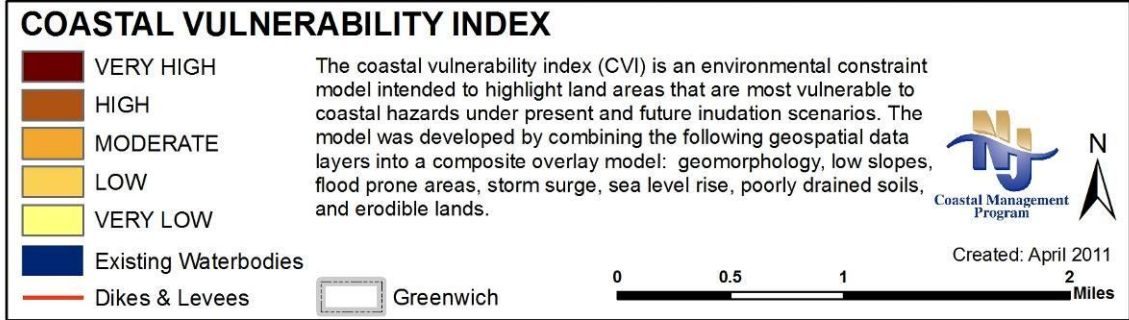 COASTAL VULNERABILITY INDEX
VERY HIGH
HIGH
MODERATE
LOW
VERY LOW
Existing Waterbodies
Dikes & Levees
Greenwich
The coastal vulnerability index (CVI) is an environmental constraint
model intended to highlight land areas that are most vulnerable to
coastal hazards under present and future inudation scenarios. The
model was developed by combining the following geospatial data
layers into a composite overlay model: geomorphology, low slopes,
flood prone areas, storm surge, sea level rise, poorly drained soils,
and erodible lands.
NJ
Coastal Management
Program
N
Created: April 2011
0 0.5 1 2
Miles